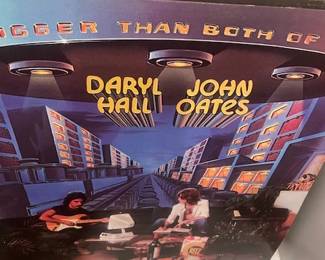 IGGER THAN BOTH OF
DARYL JOHN
HALL OATES